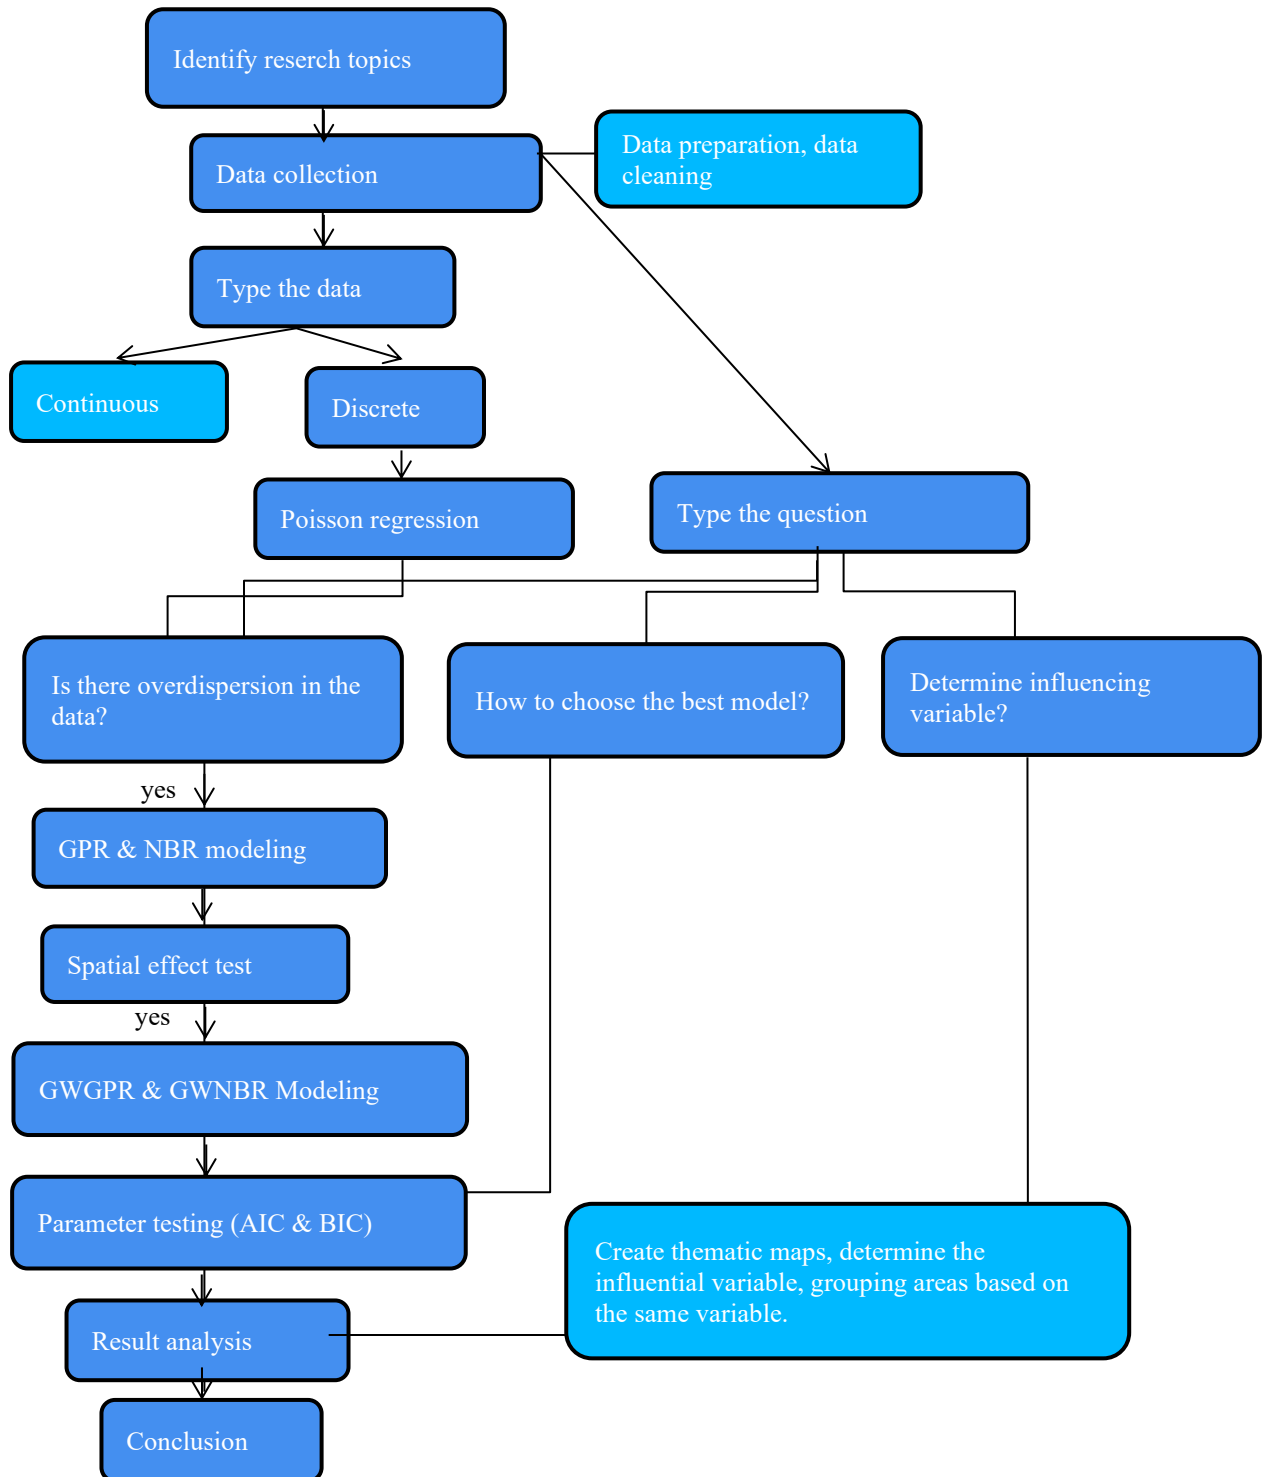 Identify reserch topics
Data preparation, data
cleaning
Data collection
Type the data
Continuous
Discrete
Poisson regression
Type the question
Is there overdispersion in the
data?
How to choose the best model?
Determine influencing
variable?
yes
GPR & NBR modeling
Spatial effect test
yes
GWGPR & GWNBR Modeling
Parameter testing (AIC & BIC)
Create thematic maps, determine the
influential variable, grouping areas based on
the same variable.
Result analysis
Conclusion